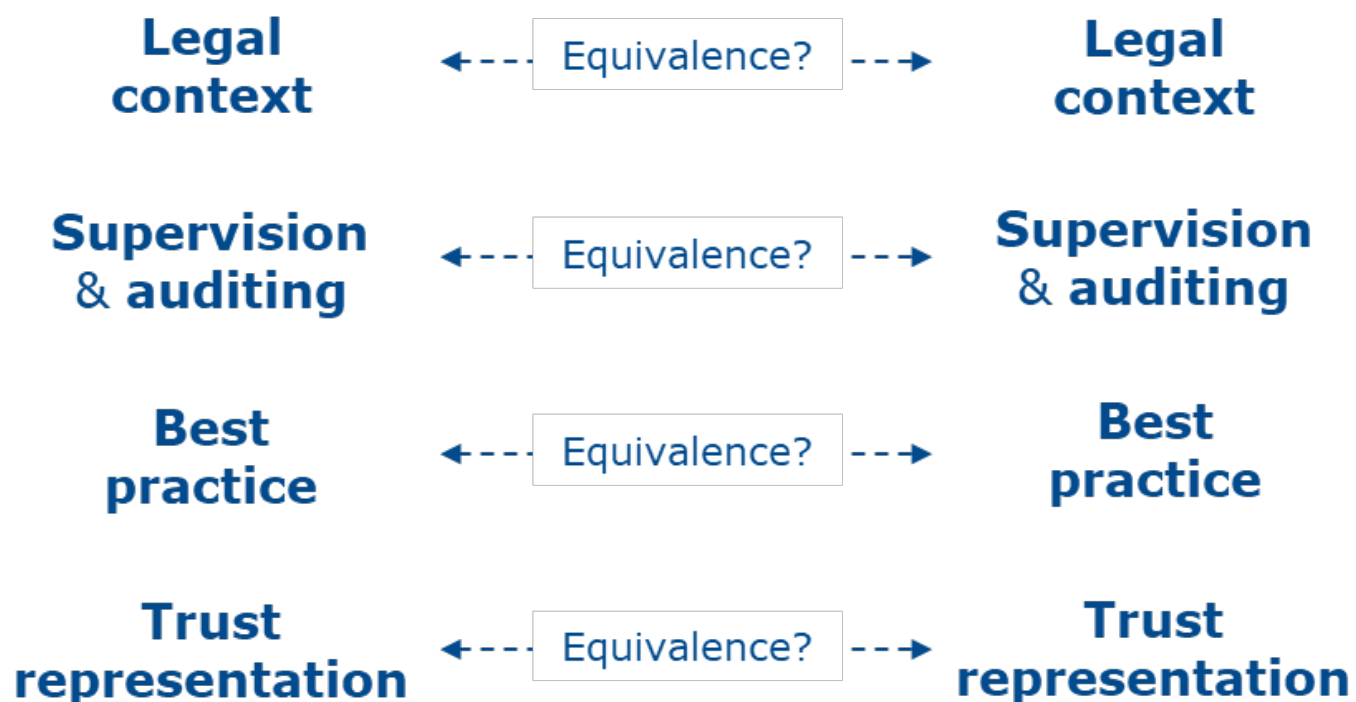 Legal
context
Equivalence?
Legal
context
Supervision
& auditing
Equivalence?
Supervision
& auditing
Best
practice
Equivalence?
Best
practice
Trust
representation
Equivalence?
Trust
representation